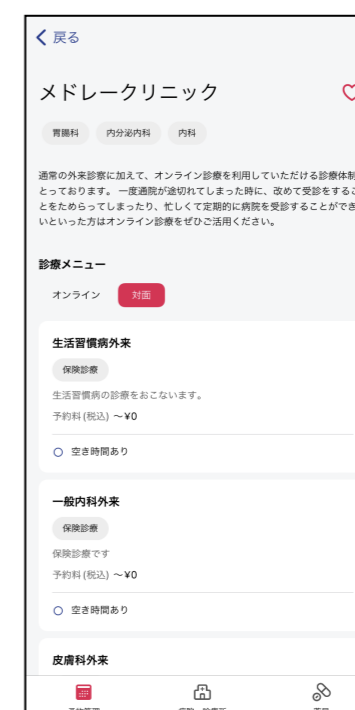 戻る
メドレークリニック
胃腸科 内分泌内科 内科
通常の外来診察に加えて、オンライン診療を利用していただける診療体制
とっております。 一度通院が途切れてしまった時に、改めて受診をするこ
とをためらってしまったり、忙しくて定期的に病院を受診することができ
いといった方はオンライン診療をぜひご活用ください。
診療メニュー
オンライン 対面
生活習慣病外来
保険診療
生活習慣病の診療をおこないます。
予約料(税込) 〜¥0
空き時間あり
一般内科外来
保険診療
保険診療です
予約料(税込) 〜¥0
空き時間あり
皮膚科外来